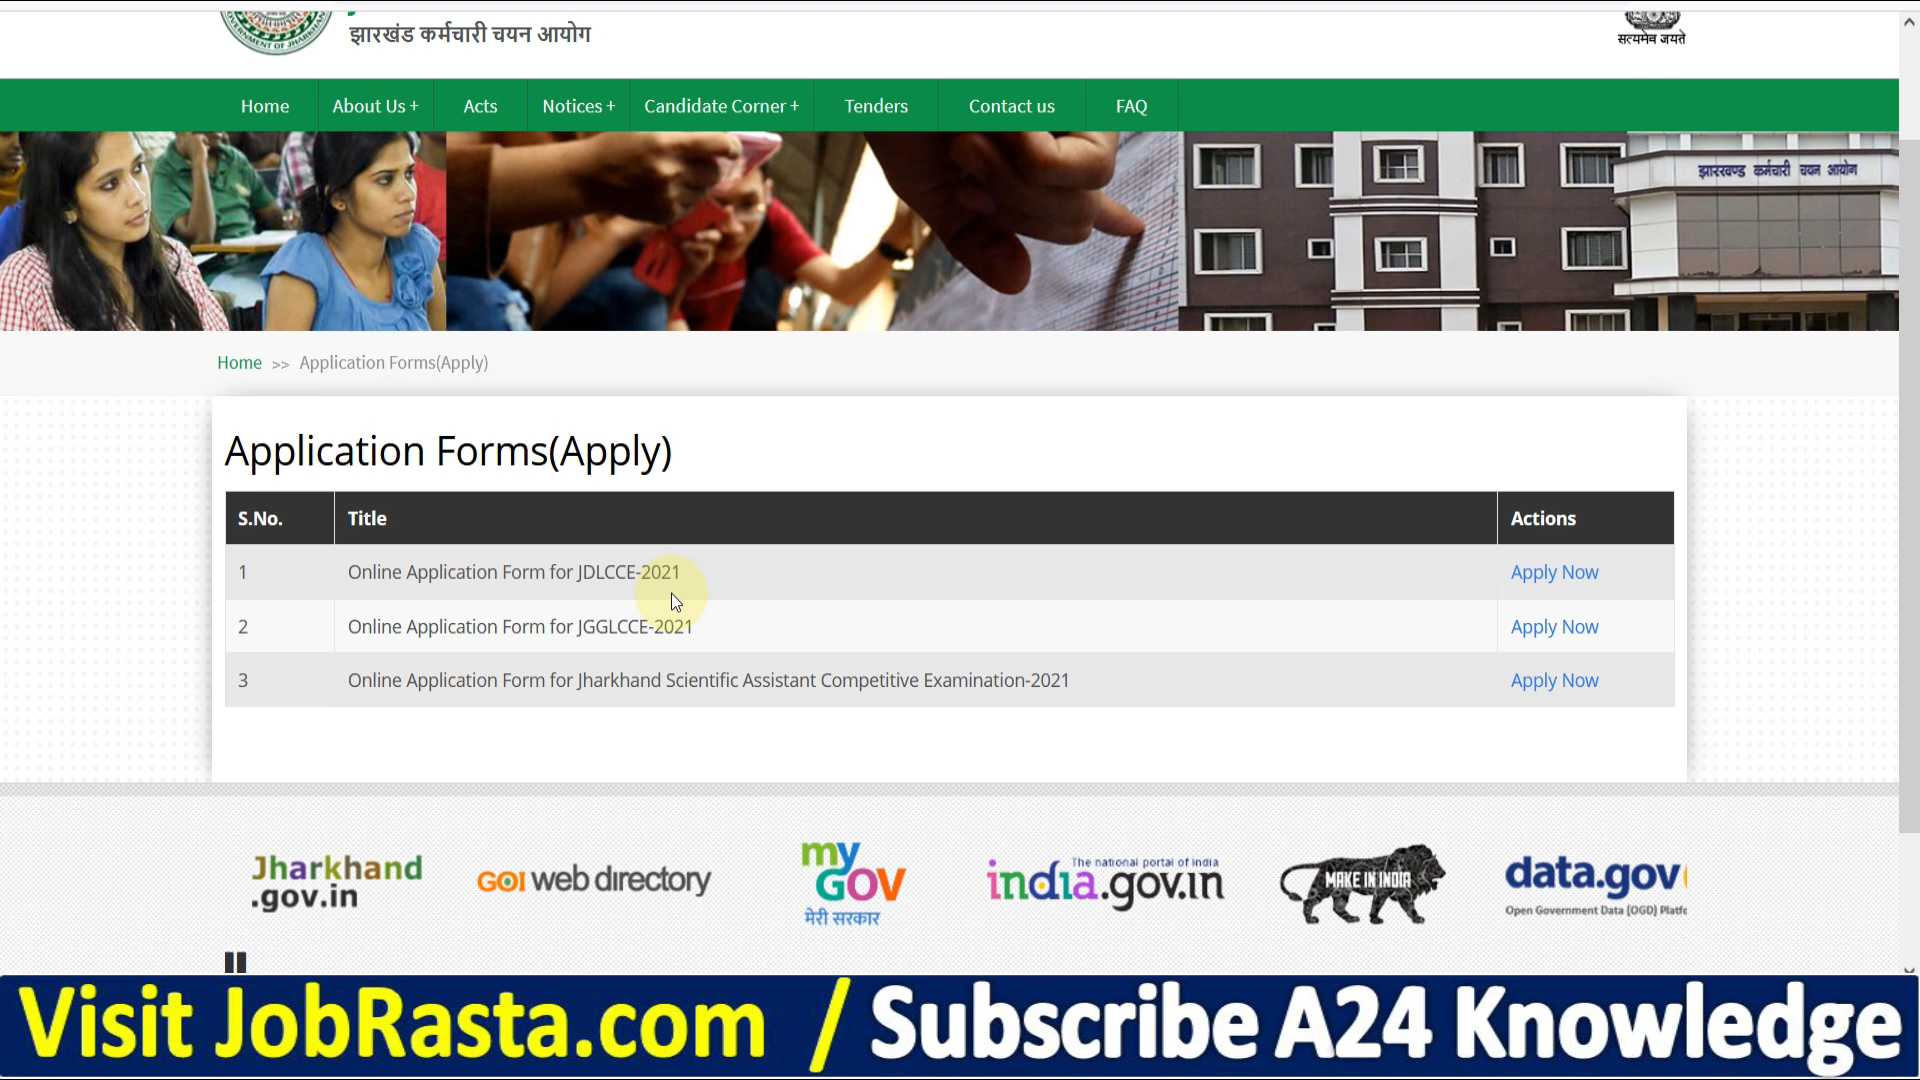 GOVERNMENT OF JHARKHAND
झारखंड कर्मचारी चयन आयोग
सत्यमेव जयते
Home About Us + Acts Notices + Candidate Corner + Tenders Contact us FAQ
झारखण्ड कर्मचारी चयन आयोग
Home >> Application Forms(Apply)
Application Forms(Apply)
S.No. Title Actions
1 Online Application Form for JDLCCE-2021 Apply Now
2 Online Application Form for JGGLCCE-2021 Apply Now
3 Online Application Form for Jharkhand Scientific Assistant Competitive Examination-2021 Apply Now
Jharkhand
.gov.in
GOI web directory
my
GOV
मेरी सरकार
The national portal of india
india.gov.in
MAKE IN INDIA
data.gov
Open Government Data (OGD) Platfo
Visit JobRasta.com / Subscribe A24 Knowledge